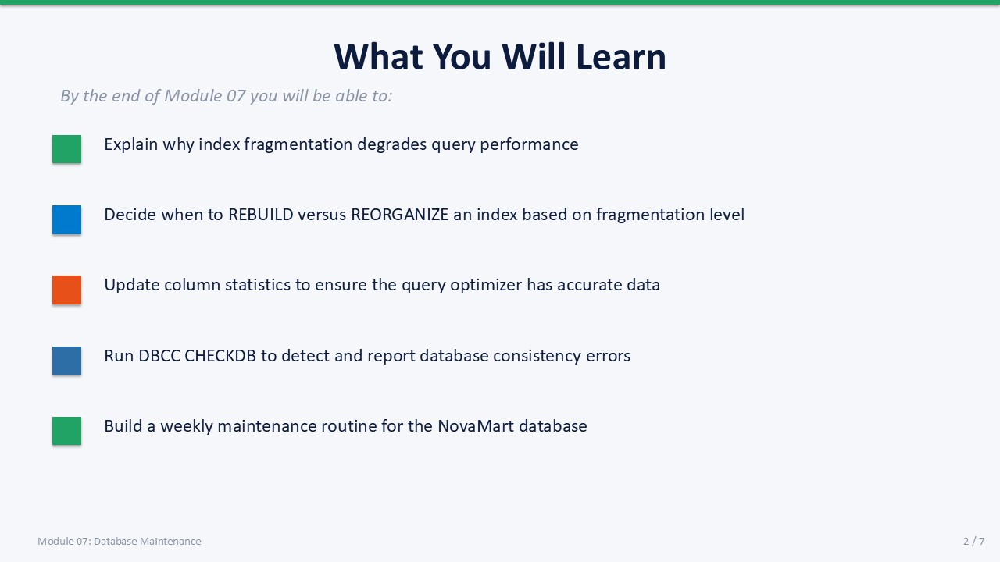 What You Will Learn
By the end of Module 07 you will be able to:
Explain why index fragmentation degrades query performance
Decide when to REBUILD versus REORGANIZE an index based on fragmentation level
Update column statistics to ensure the query optimizer has accurate data
Run DBCC CHECKDB to detect and report database consistency errors
Build a weekly maintenance routine for the NovaMart database
Module 07: Database Maintenance
2 / 7